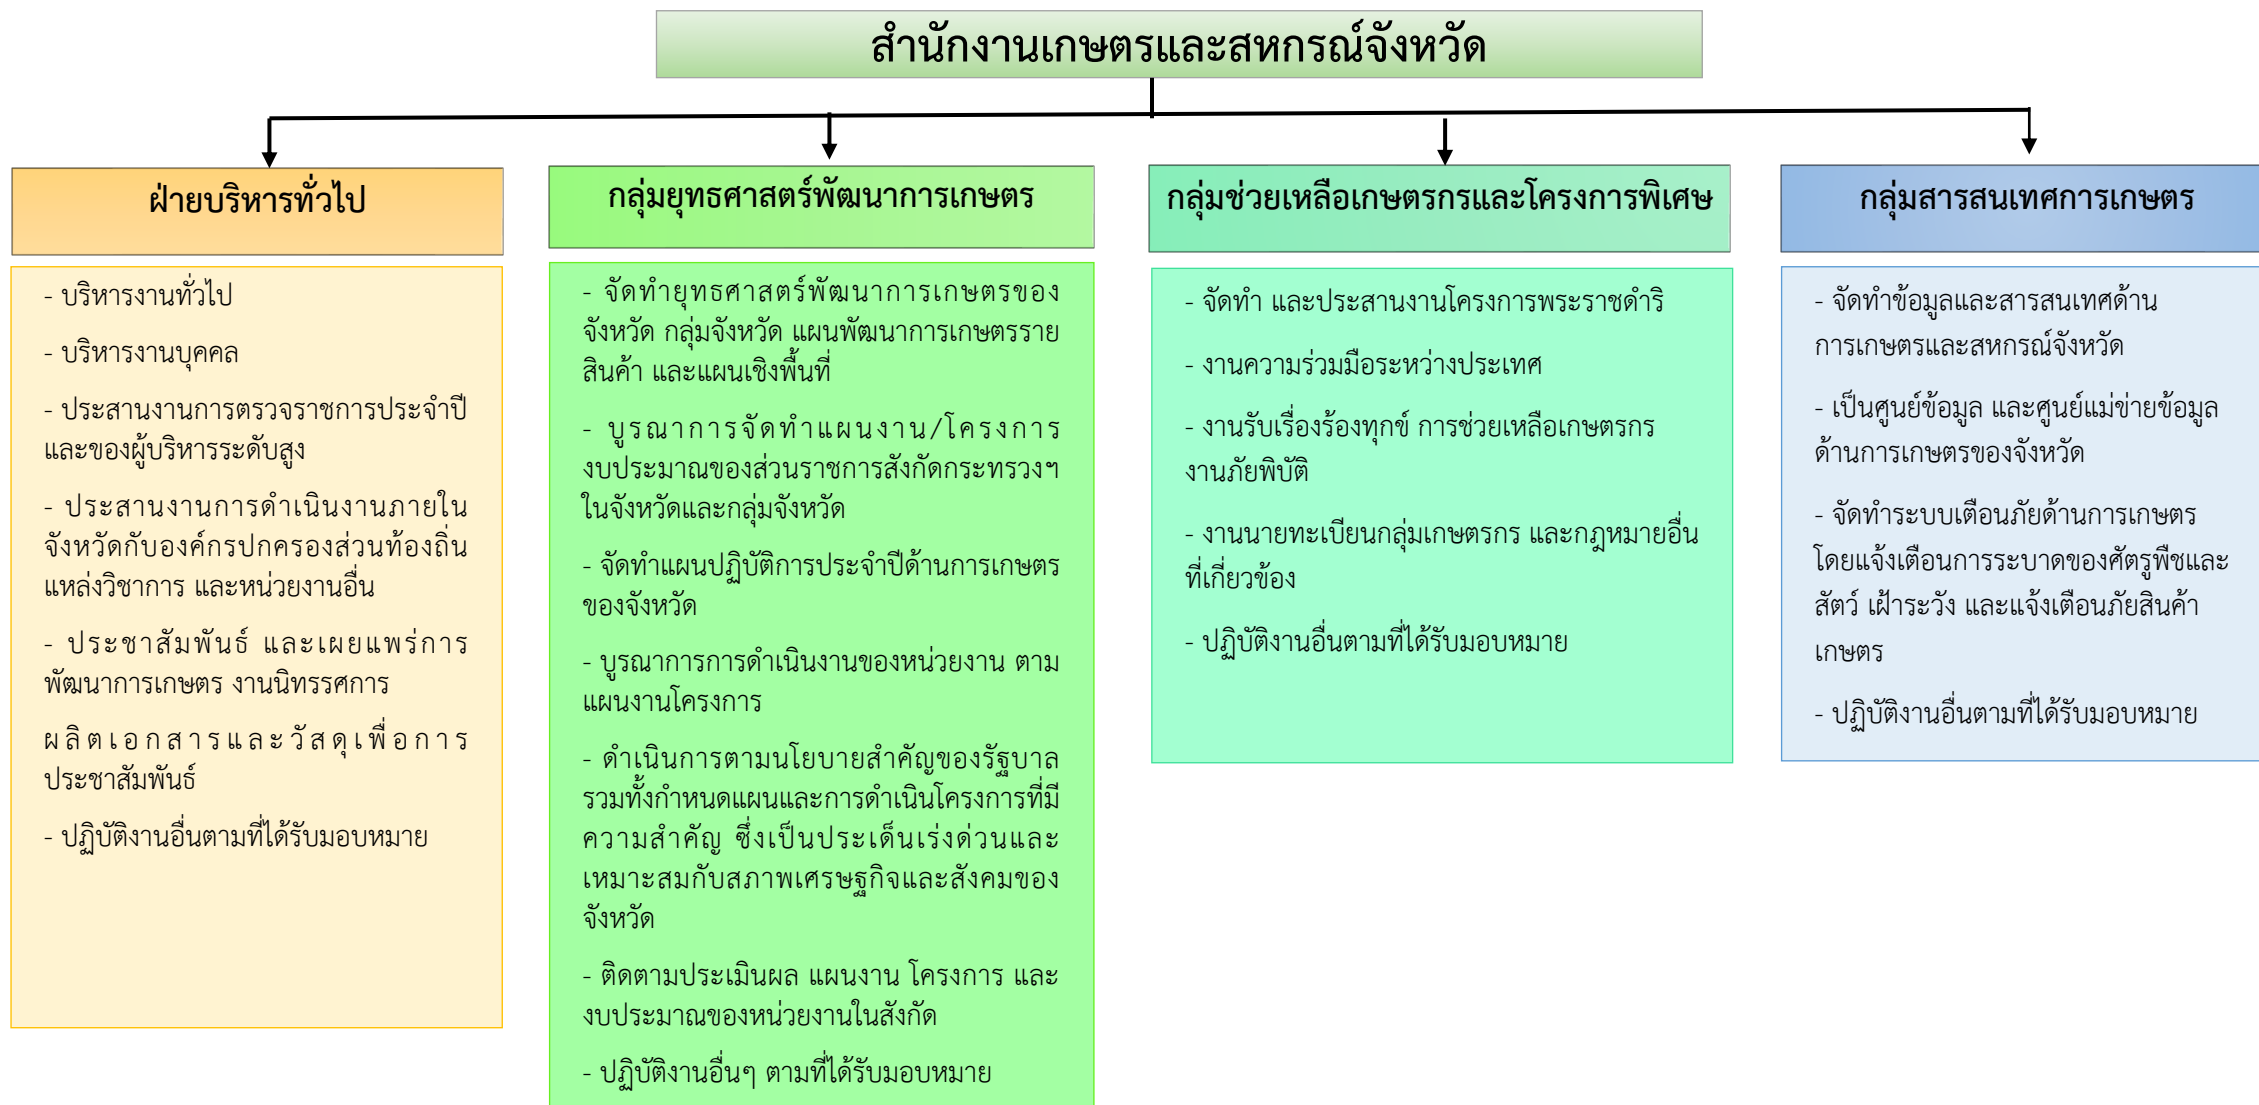 สำนักงานเกษตรและสหกรณ์จังหวัด
ฝ่ายบริหารทั่วไป
- บริหารงานทั่วไป
- บริหารงานบุคคล
- ประสานงานการตรวจราชการประจำปี
และของผู้บริหารระดับสูง
- ประสานงานการดำเนินงานภายใน
จังหวัดกับองค์กรปกครองส่วนท้องถิ่น
แหล่งวิชาการ และหน่วยงานอื่น
- ประชาสัมพันธ์ และเผยแพร่การ
พัฒนาการเกษตร งานนิทรรศการ
ผลิตเอกสารและวัสดุเพื่อการ
ประชาสัมพันธ์
- ปฏิบัติงานอื่นตามที่ได้รับมอบหมาย
กลุ่มยุทธศาสตร์พัฒนาการเกษตร
- จัดทำยุทธศาสตร์พัฒนาการเกษตรของ
จังหวัด กลุ่มจังหวัด แผนพัฒนาการเกษตรราย
สินค้า และแผนเชิงพื้นที่
- บูรณาการจัดทำแผนงาน/โครงการ
งบประมาณของส่วนราชการสังกัดกระทรวงฯ
ในจังหวัดและกลุ่มจังหวัด
- จัดทำแผนปฏิบัติการประจำปีด้านการเกษตร
ของจังหวัด
- บูรณาการการดำเนินงานของหน่วยงาน ตาม
แผนงานโครงการ
- ดำเนินการตามนโยบายสำคัญของรัฐบาล
รวมทั้งกำหนดแผนและการดำเนินโครงการที่มี
ความสำคัญ ซึ่งเป็นประเด็นเร่งด่วนและ
เหมาะสมกับสภาพเศรษฐกิจและสังคมของ
จังหวัด
- ติดตามประเมินผล แผนงาน โครงการ และ
งบประมาณของหน่วยงานในสังกัด
- ปฏิบัติงานอื่นๆ ตามที่ได้รับมอบหมาย
กลุ่มช่วยเหลือเกษตรกรและโครงการพิเศษ
- จัดทำ และประสานงานโครงการพระราชดำริ
- งานความร่วมมือระหว่างประเทศ
- งานรับเรื่องร้องทุกข์ การช่วยเหลือเกษตรกร
งานภัยพิบัติ
- งานนายทะเบียนกลุ่มเกษตรกร และกฎหมายอื่น
ที่เกี่ยวข้อง
- ปฏิบัติงานอื่นตามที่ได้รับมอบหมาย
กลุ่มสารสนเทศการเกษตร
- จัดทำข้อมูลและสารสนเทศด้าน
การเกษตรและสหกรณ์จังหวัด
- เป็นศูนย์ข้อมูล และศูนย์แม่ข่ายข้อมูล
ด้านการเกษตรของจังหวัด
- จัดทำระบบเตือนภัยด้านการเกษตร
โดยแจ้งเตือนการระบาดของศัตรูพืชและ
สัตว์ เฝ้าระวัง และแจ้งเตือนภัยสินค้า
เกษตร
- ปฏิบัติงานอื่นตามที่ได้รับมอบหมาย